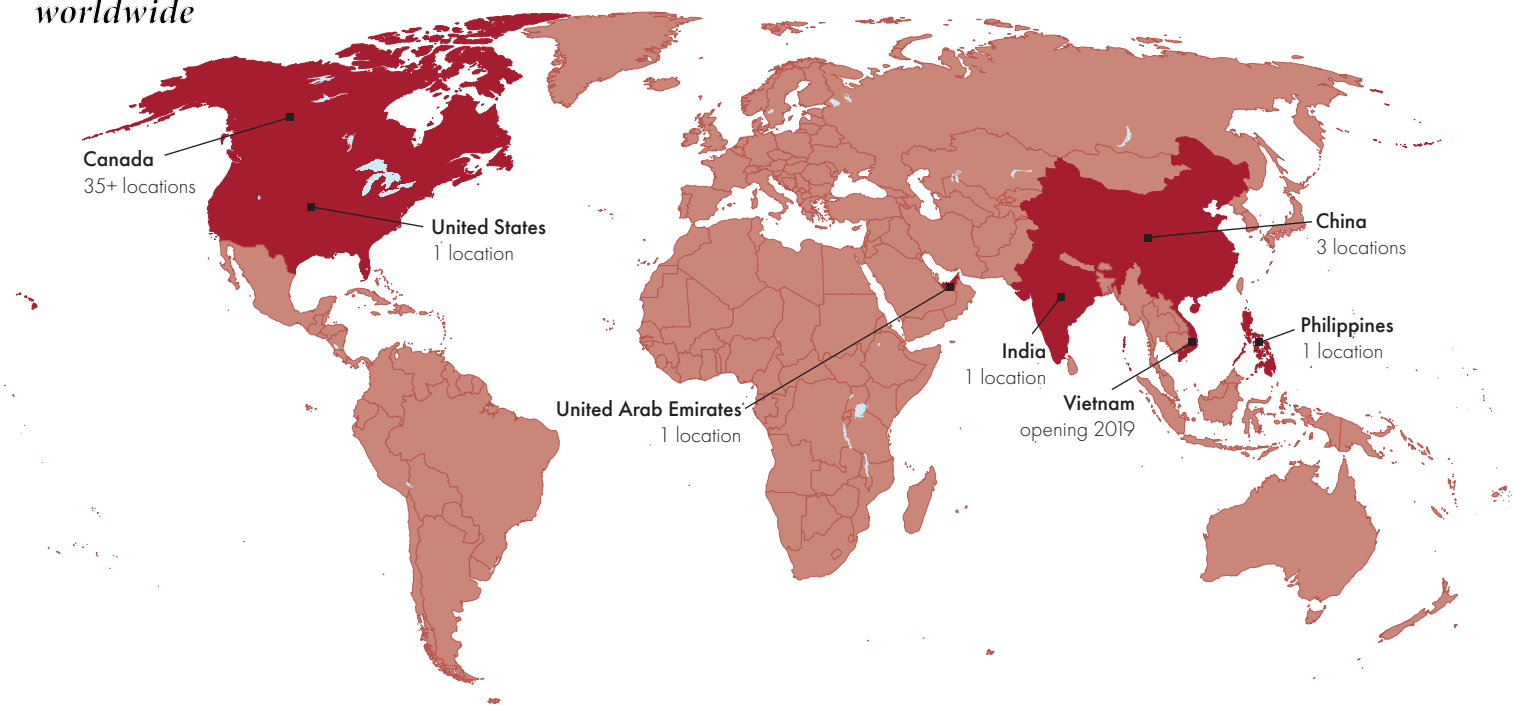 worldwide
Canada
35+ locations
United States
1 location
China
3 locations
Philippines
1 location
India
1 location
Vietnam
opening 2019
United Arab Emirates
1 location